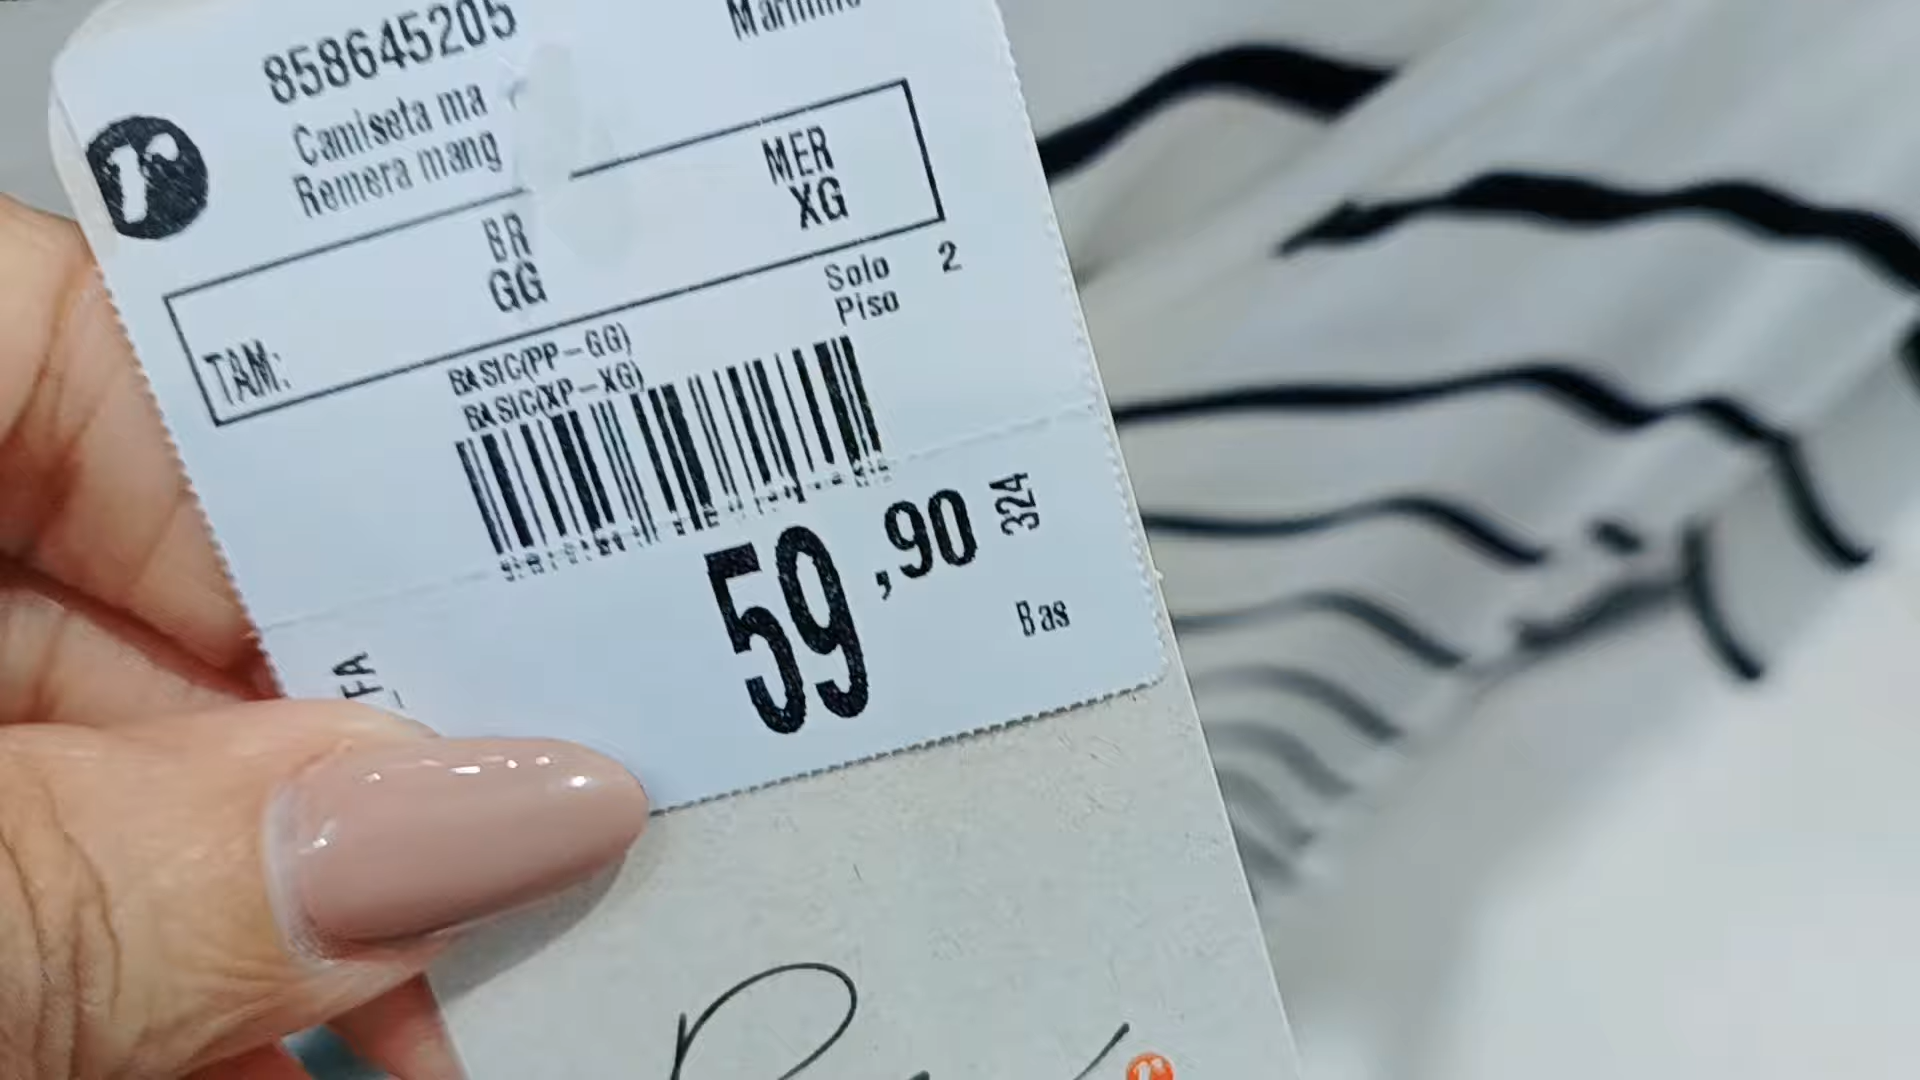 858645205
Camiseta ma
Remera mang
r
BR
GG
MER
XG
TAM:
Solo 2
Piso
BASIC(PP-GG)
BASIC(XP-XG)
59,90
324
Bas
FA
r